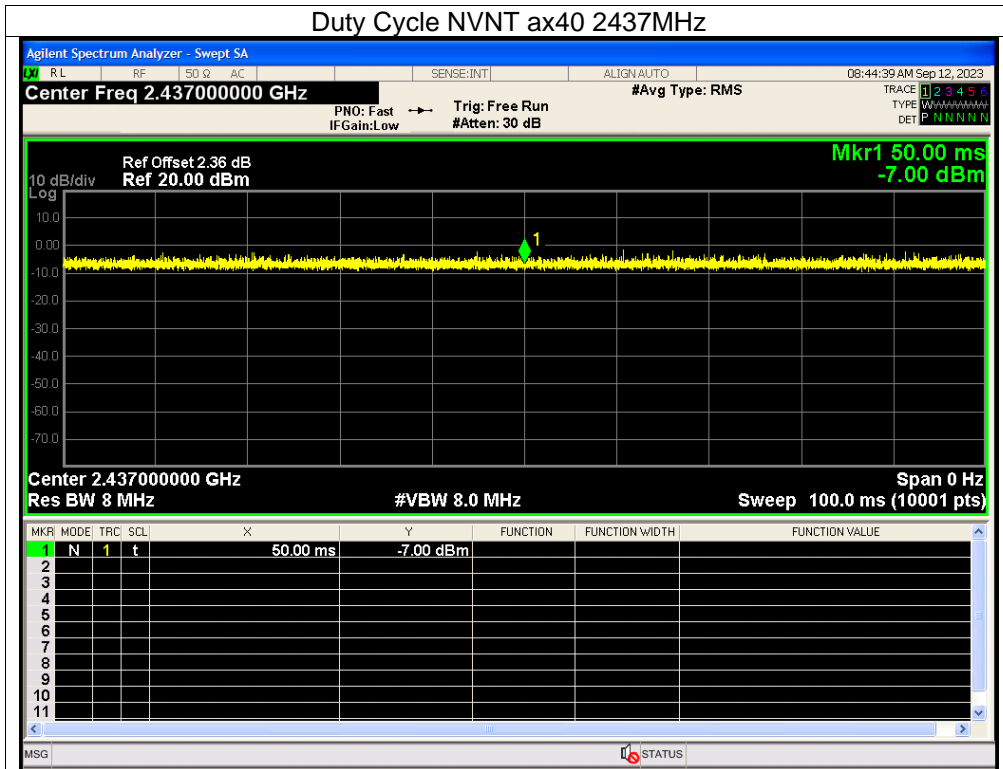 Duty Cycle NVNT ax40 2437MHz
Agilent Spectrum Analyzer - Swept SA
LXI RL RF 50 Ω AC SENSE:INT ALIGN AUTO 08:44:39 AM Sep 12, 2023
Center Freq 2.437000000 GHz #Avg Type: RMS TRACE 1 2 3 4 5 6
PNO: Fast Trig: Free Run TYPE WWWWWW
IFGain:Low #Atten: 30 dB DET P N N N N N
Mkr1 50.00 ms
Ref Offset 2.36 dB
10 dB/div Ref 20.00 dBm -7.00 dBm
Log
10.0
0.00
1
-10.0
-20.0
-30.0
-40.0
-50.0
-60.0
-70.0
Center 2.437000000 GHz Span 0 Hz
Res BW 8 MHz #VBW 8.0 MHz Sweep 100.0 ms (10001 pts)
MKR MODE TRC SCL X Y FUNCTION FUNCTION WIDTH FUNCTION VALUE
1 N 1 t 50.00 ms -7.00 dBm
2
3
4
5
6
7
8
9
10
11
MSG STATUS